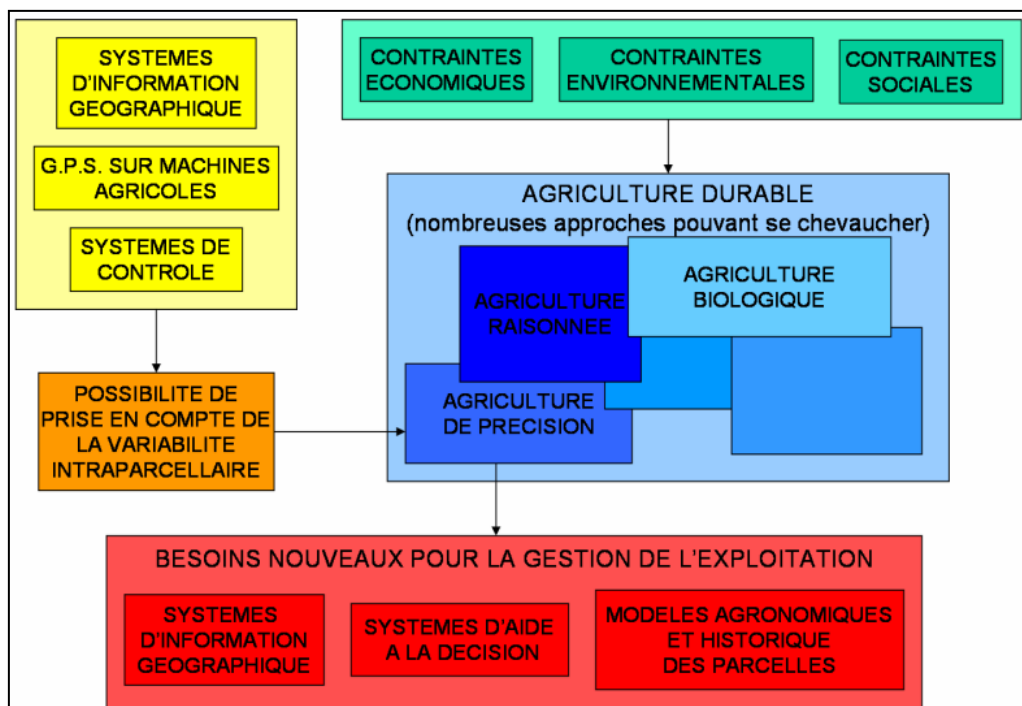 SYSTEMES
D'INFORMATION
GEOGRAPHIQUE
G.P.S. SUR MACHINES
AGRICOLES
SYSTEMES DE
CONTROLE
CONTRAINTES
ECONOMIQUES
CONTRAINTES
ENVIRONNEMENTALES
CONTRAINTES
SOCIALES
AGRICULTURE DURABLE
(nombreuses approches pouvant se chevaucher)
AGRICULTURE
RAISONNEE
AGRICULTURE
BIOLOGIQUE
AGRICULTURE
DE PRECISION
POSSIBILITE DE
PRISE EN COMPTE DE
LA VARIABILITE
INTRAPARCELLAIRE
BESOINS NOUVEAUX POUR LA GESTION DE L'EXPLOITATION
SYSTEMES
D'INFORMATION
GEOGRAPHIQUE
SYSTEMES D'AIDE
A LA DECISION
MODELES AGRONOMIQUES
ET HISTORIQUE
DES PARCELLES